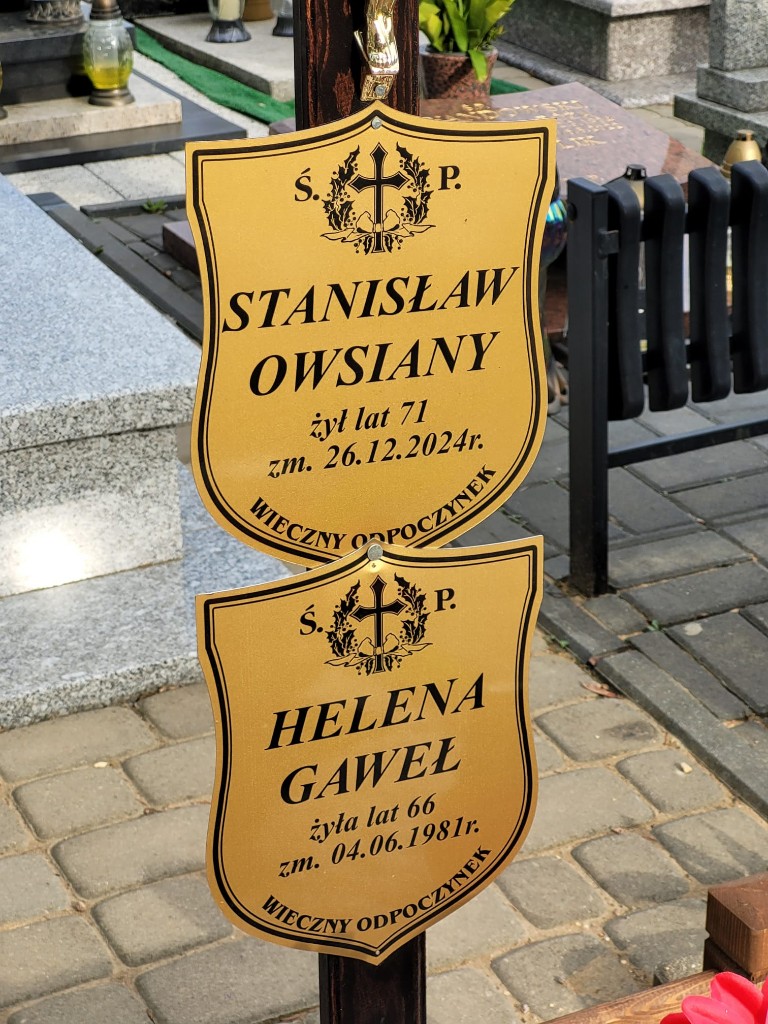 Ś. P.
STANISŁAW
OWSIANY
żył lat 71
zm. 26.12.2024r.
WIECZNY ODPOCZYNEK
Ś. P.
HELENA
GAWEŁ
żyła lat 66
zm. 04.06.1981r.
WIECZNY ODPOCZYNEK